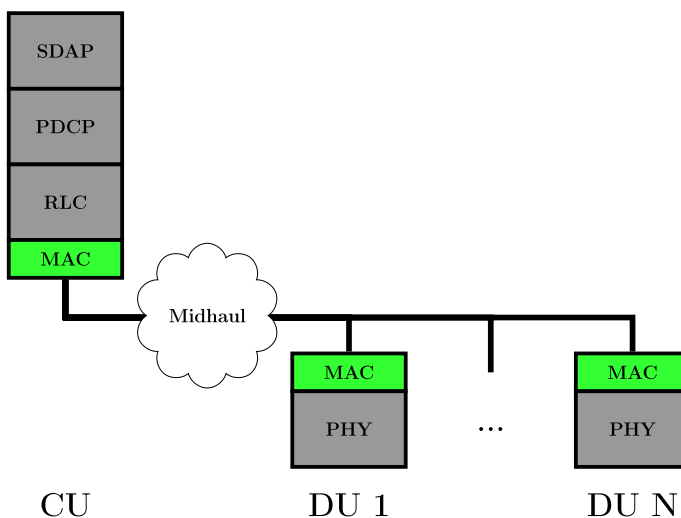 SDAP
PDCP
RLC
MAC
Midhaul
MAC
MAC
PHY
...
PHY
CU
DU 1
DU N